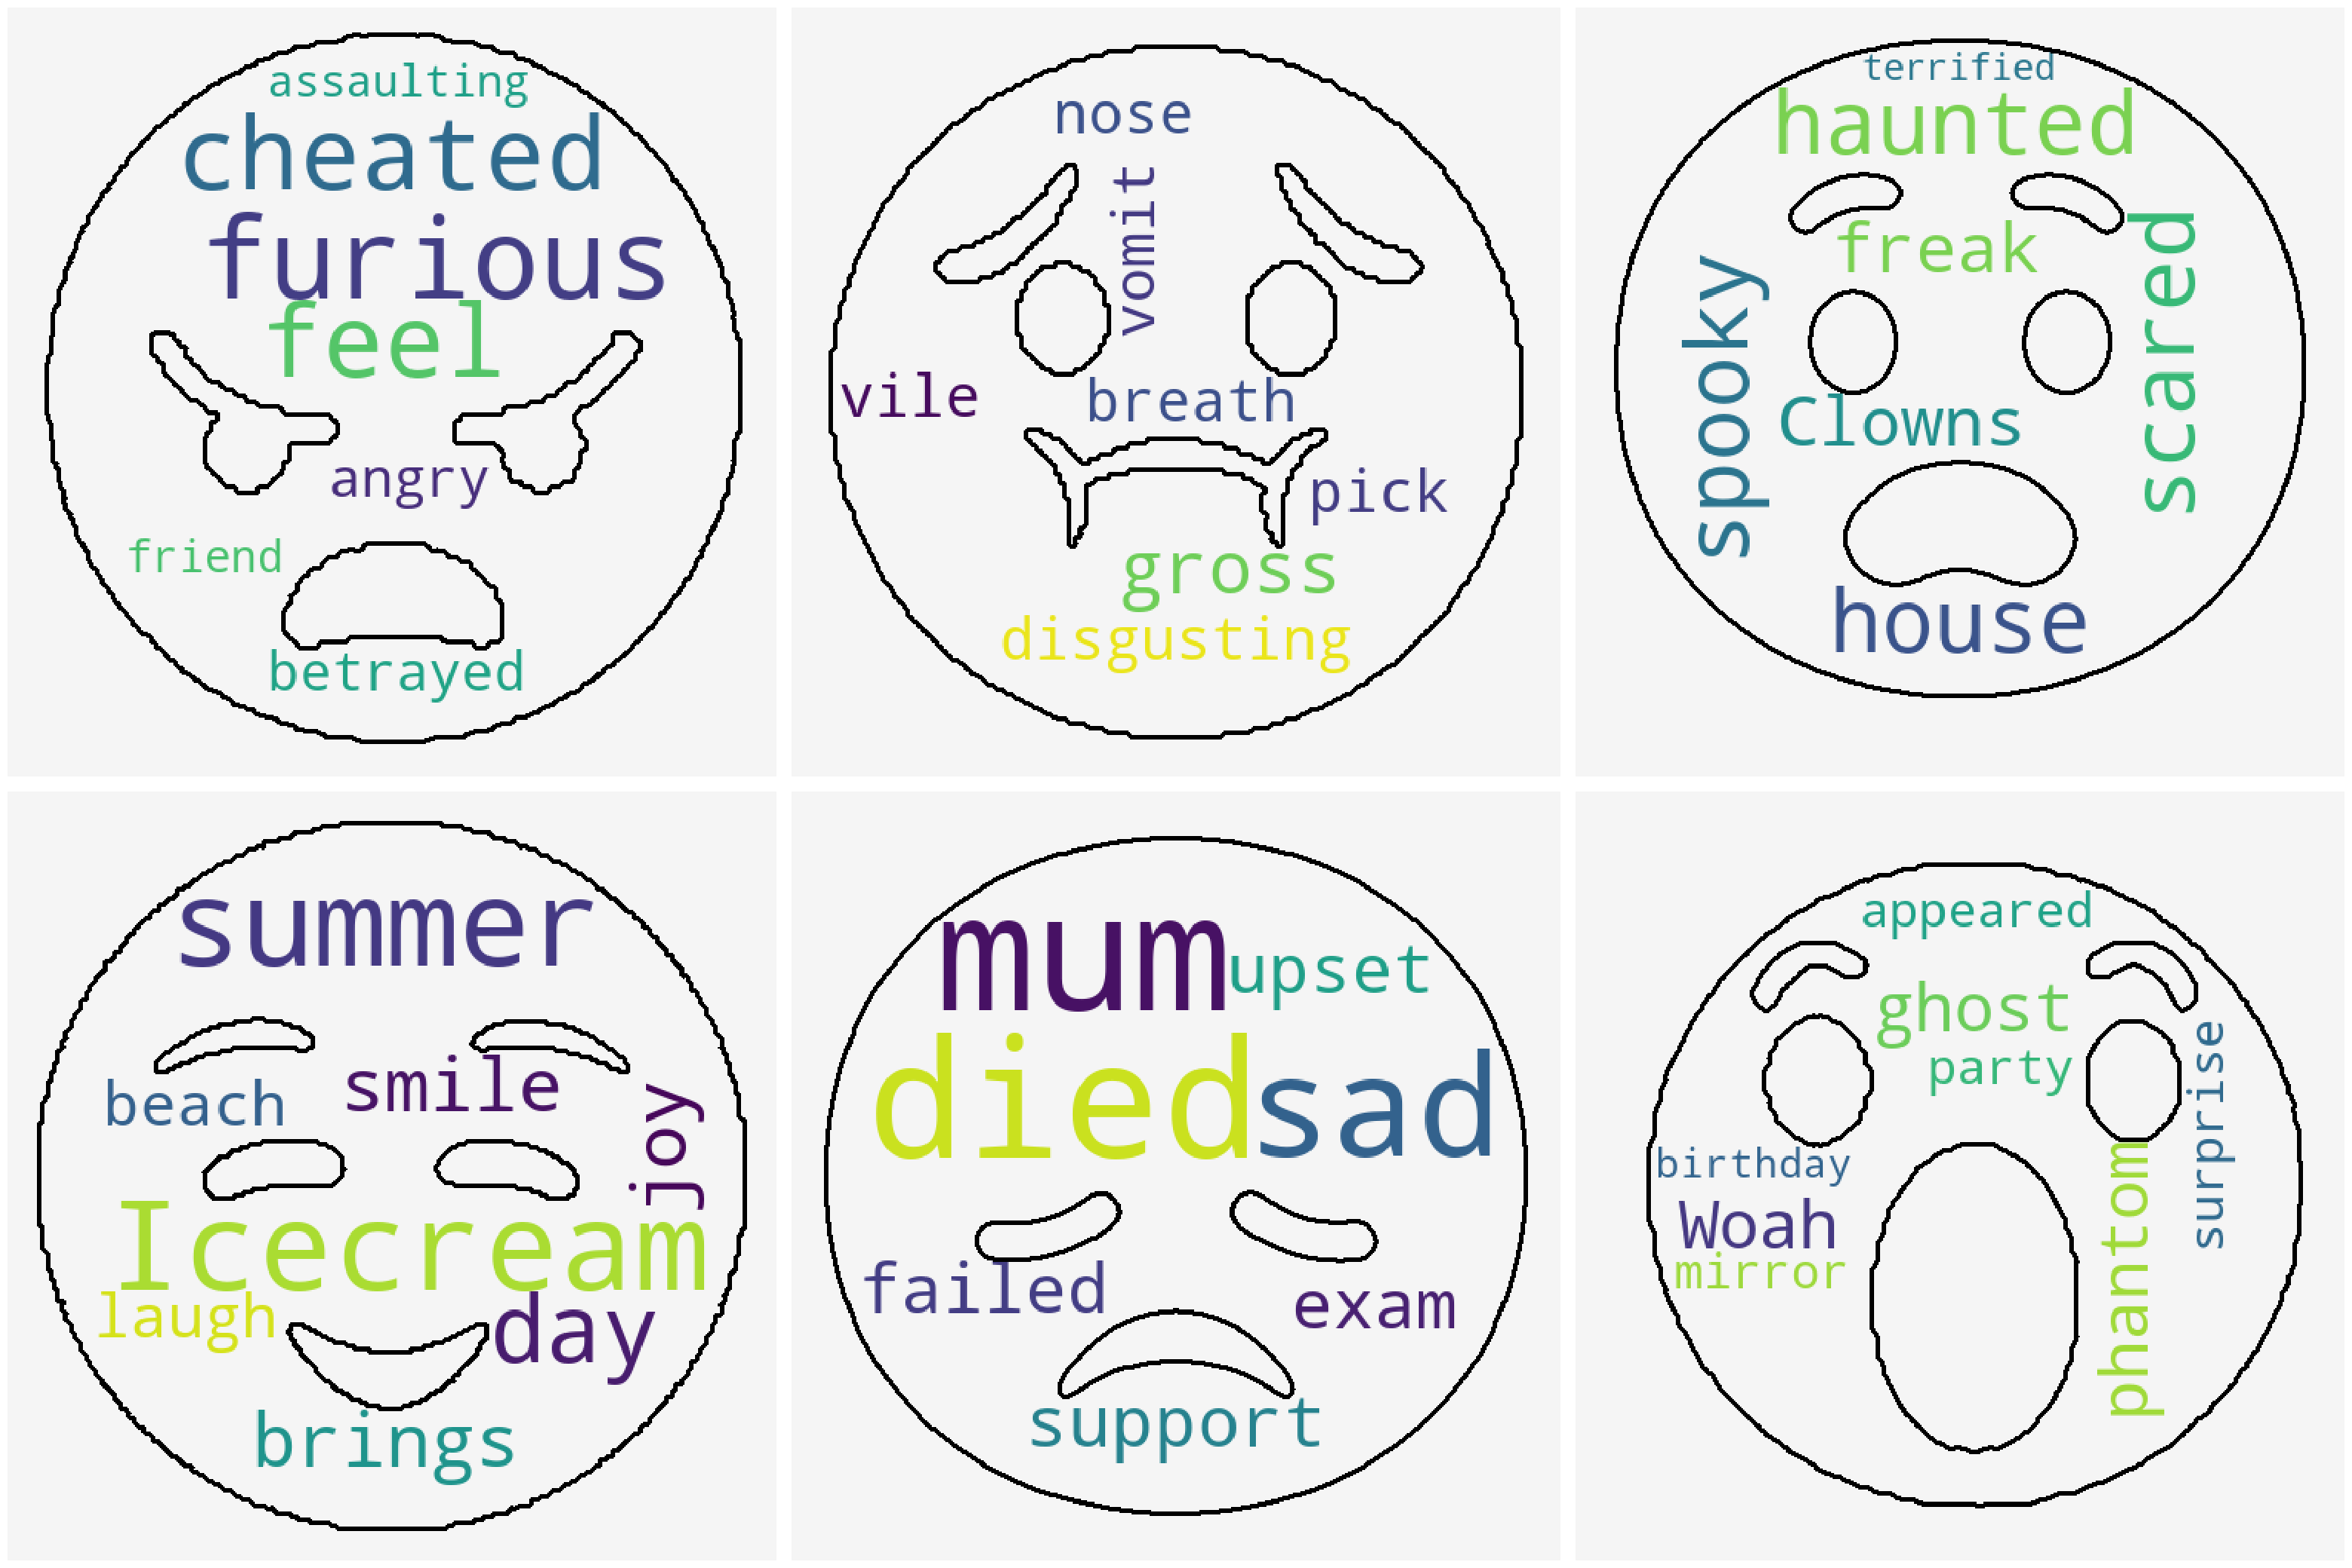 assaulting
cheated
furious
feel
angry
friend
betrayed
nose
vomit
vile
breath
pick
gross
disgusting
terrified
haunted
freak
spooky
scared
Clowns
house
summer
smile
beach
joy
Icecream
laugh
day
brings
mum
upset
died
sad
failed
exam
support
appeared
ghost
party
surprise
birthday
Woah
mirror
phantom